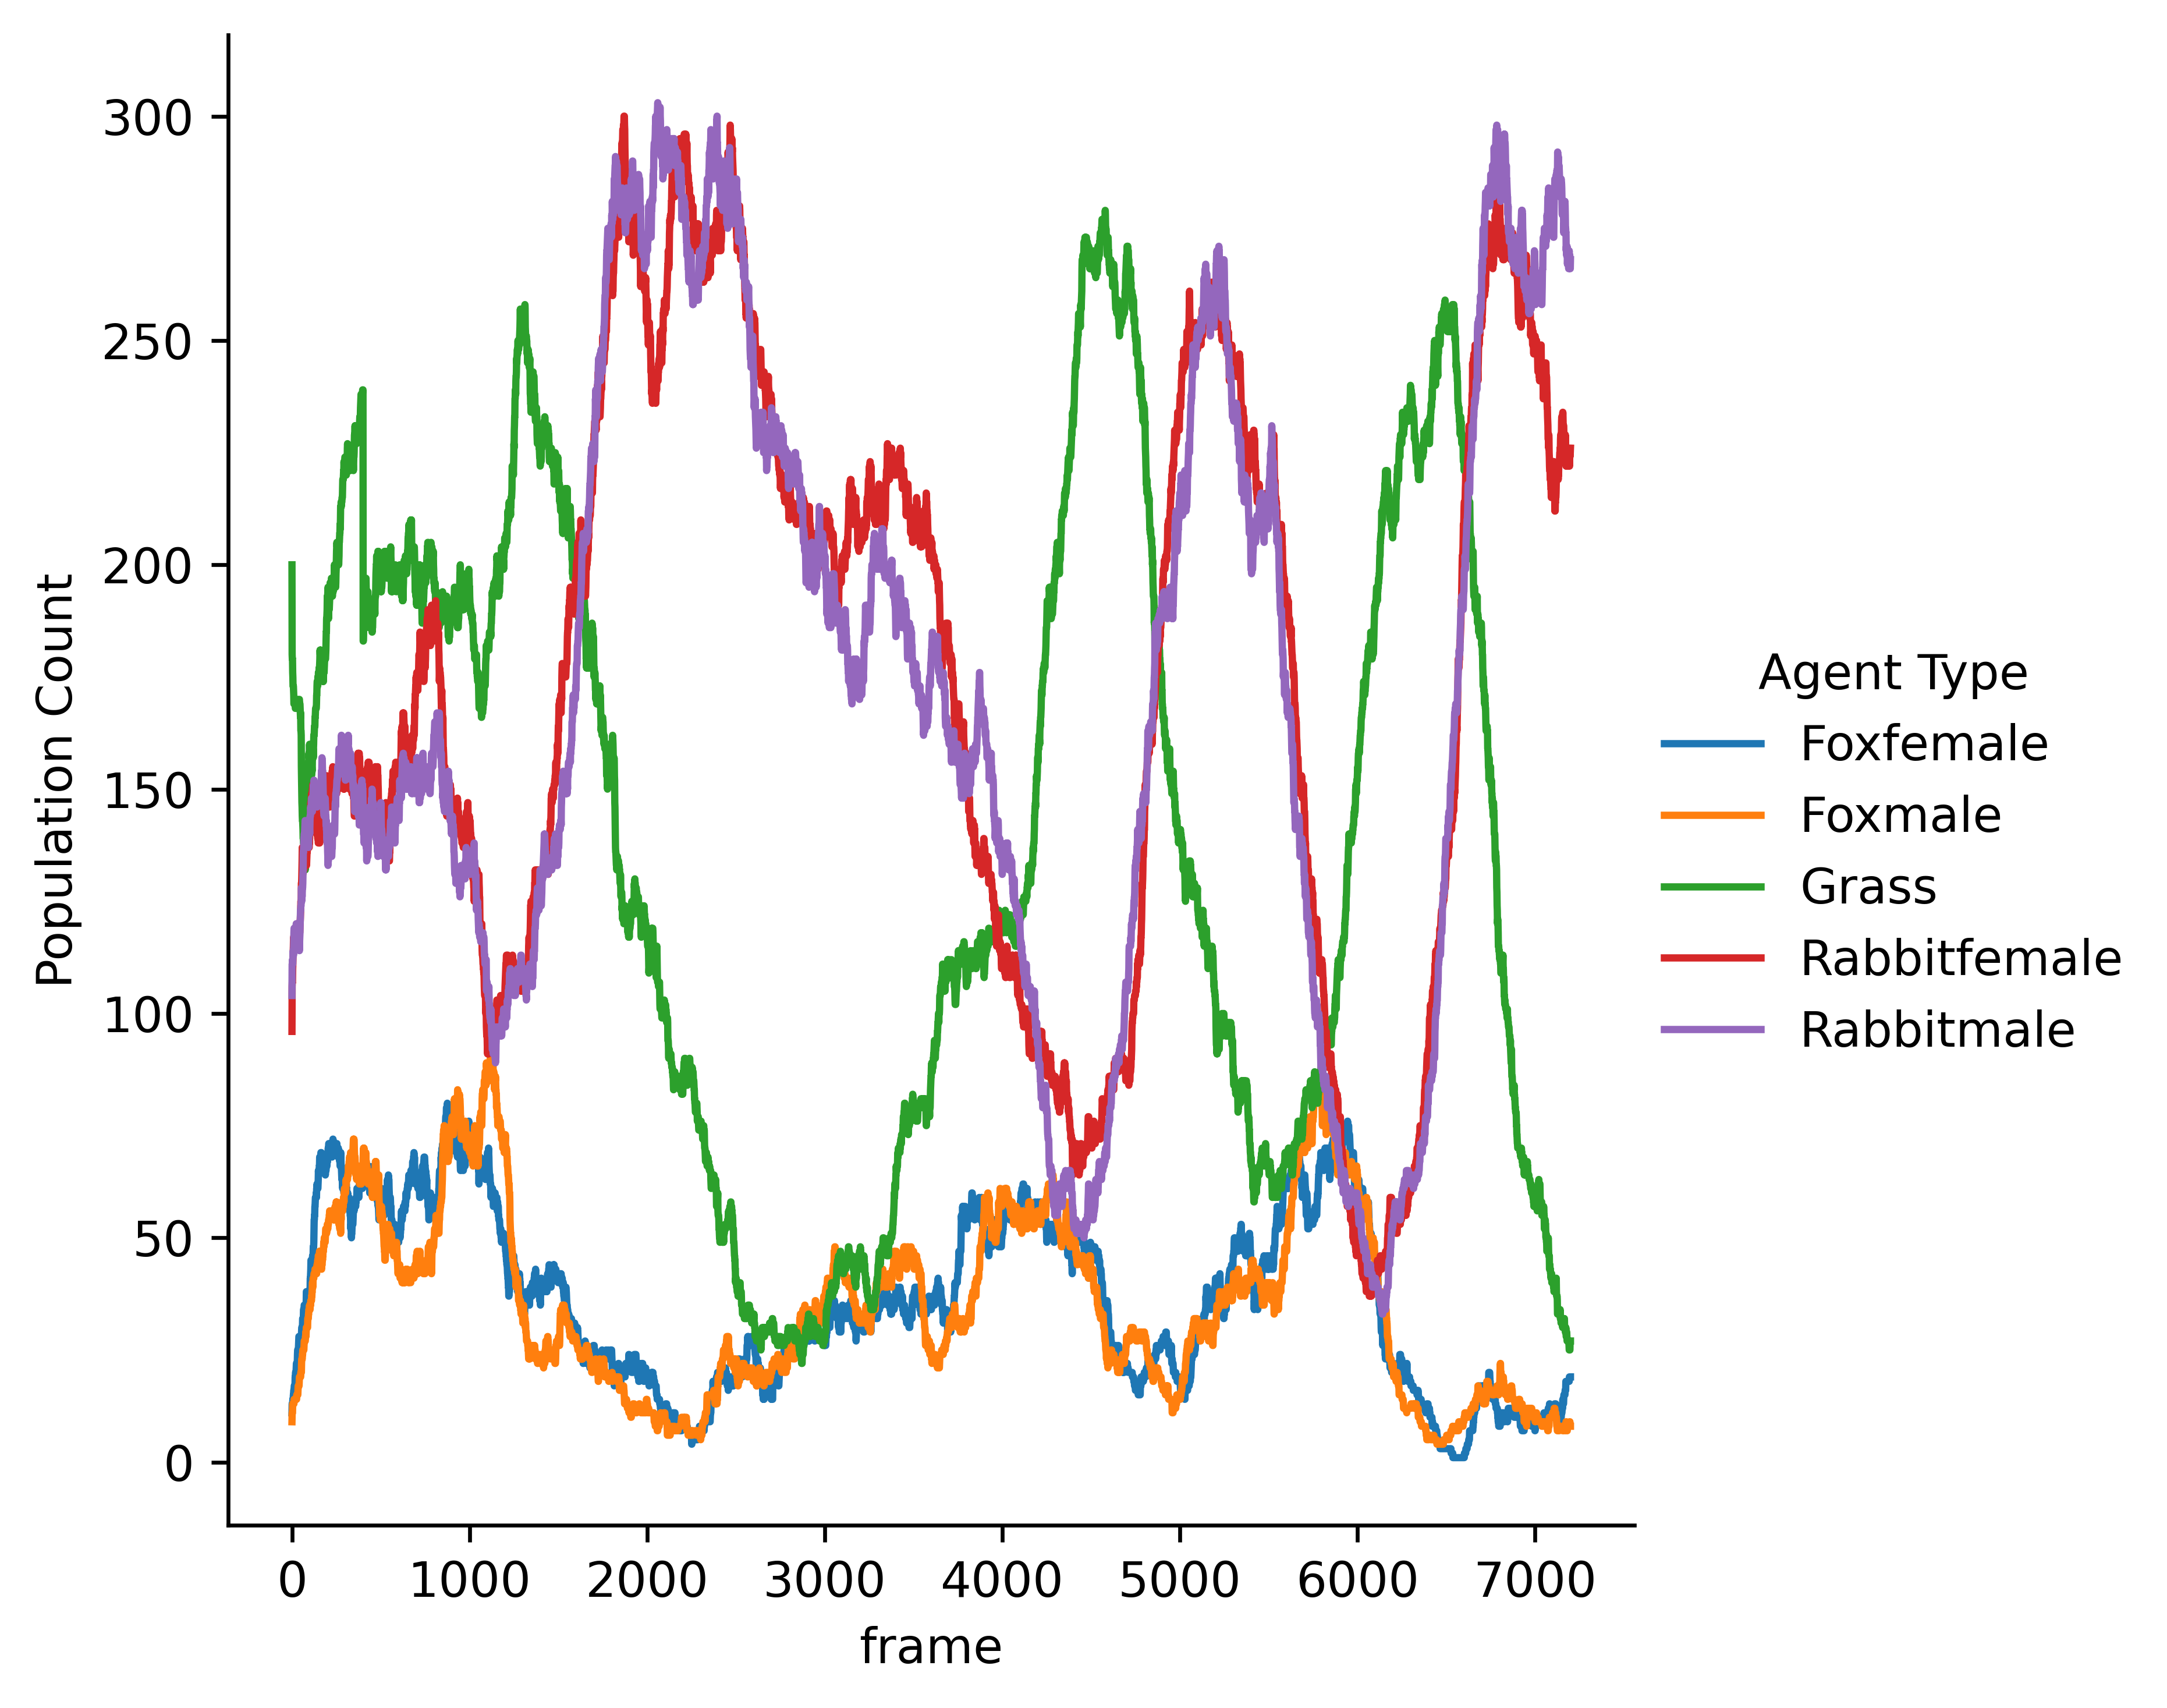 300
250
200
150
100
50
0
Population Count
0 1000 2000 3000 4000 5000 6000 7000
frame
Agent Type
Foxfemale
Foxmale
Grass
Rabbitfemale
Rabbitmale